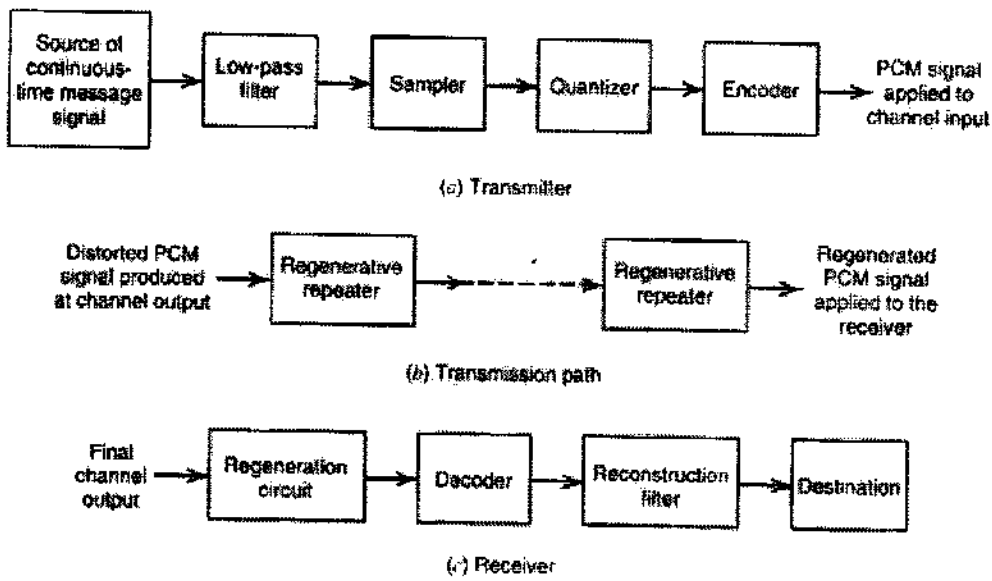 Source of
continuous-
time message
signal
Low-pass
filter
Sampler
Quantizer
Encoder
PCM signal
applied to
channel input
(a) Transmitter
Distorted PCM
signal produced
at channel output
Regenerative
repeater
Regenerative
repeater
Regenerated
PCM signal
applied to the
receiver
(b) Transmission path
Final
channel
output
Regeneration
circuit
Decoder
Reconstruction
filter
Destination
(c) Receiver